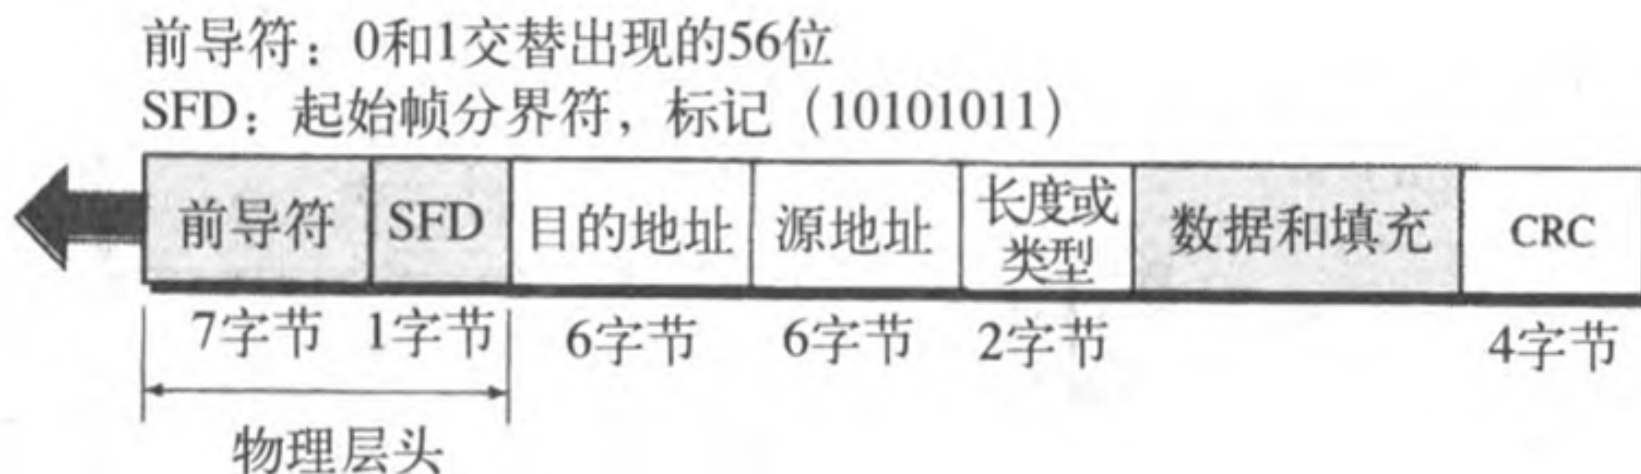 前导符：0和1交替出现的56位
SFD：起始帧分界符，标记（10101011）
前导符 SFD 目的地址 源地址 长度或类型 数据和填充 CRC
7字节 1字节 6字节 6字节 2字节 4字节
物理层头